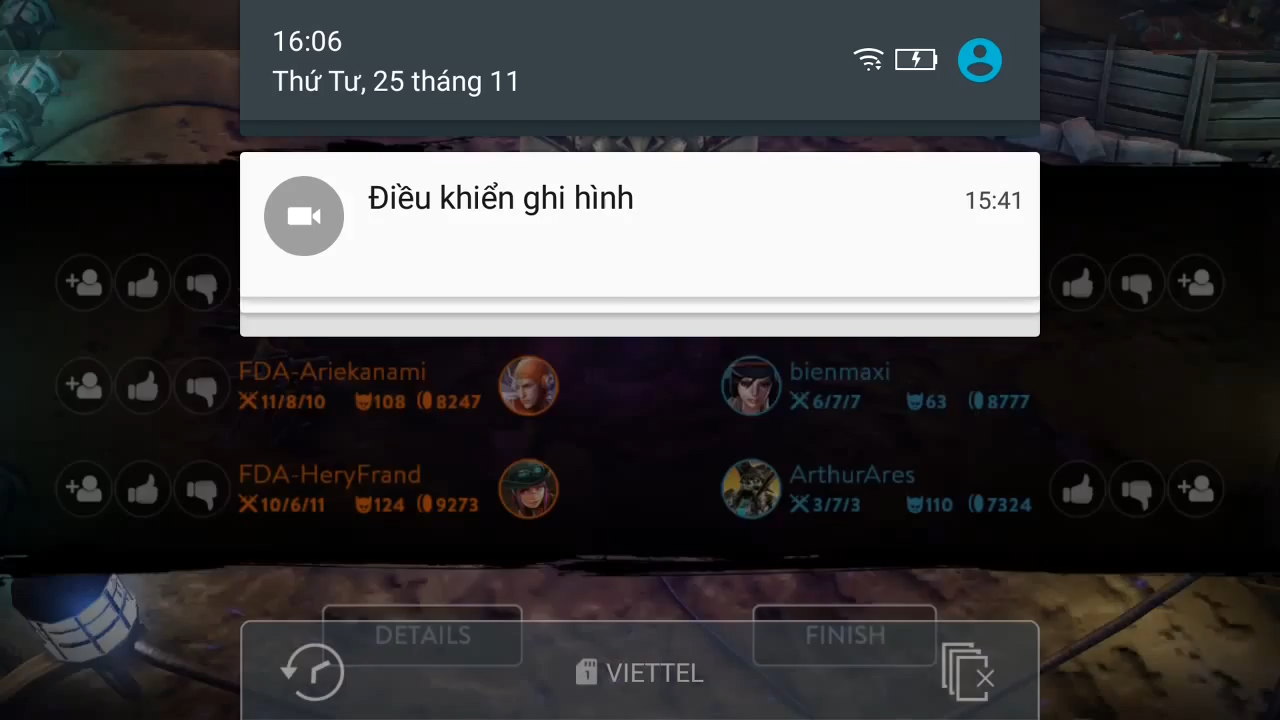 16:06
Thứ Tư, 25 tháng 11
Điều khiển ghi hình
15:41
FDA-Ariekanami
11/8/10 108 8247
bienmaxi
6/7/7 63 8777
FDA-HeryFrand
10/6/11 124 9273
ArthurAres
3/7/3 110 7324
DETAILS
FINISH
1 VIETTEL